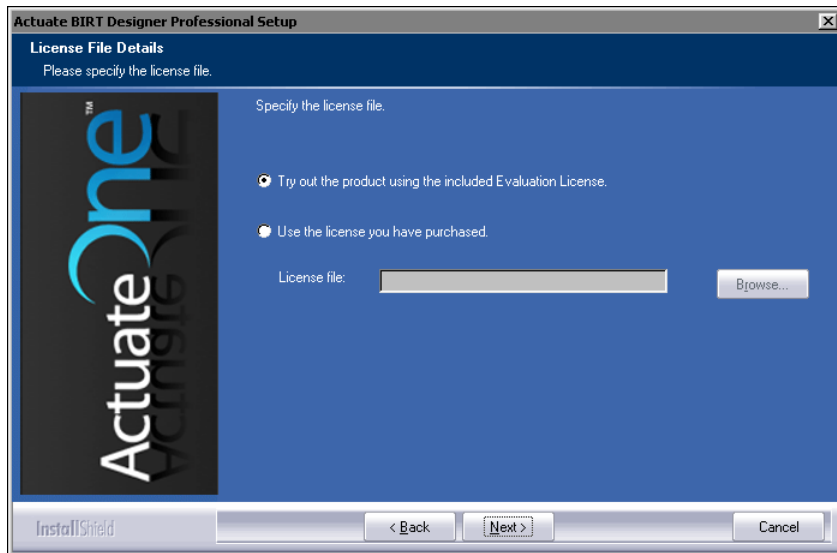 Actuate BIRT Designer Professional Setup
License File Details
Please specify the license file.
ActuateOne™
Specify the license file.
Try out the product using the included Evaluation License.
Use the license you have purchased.
License file:
Browse...
InstallShield
< Back
Next >
Cancel